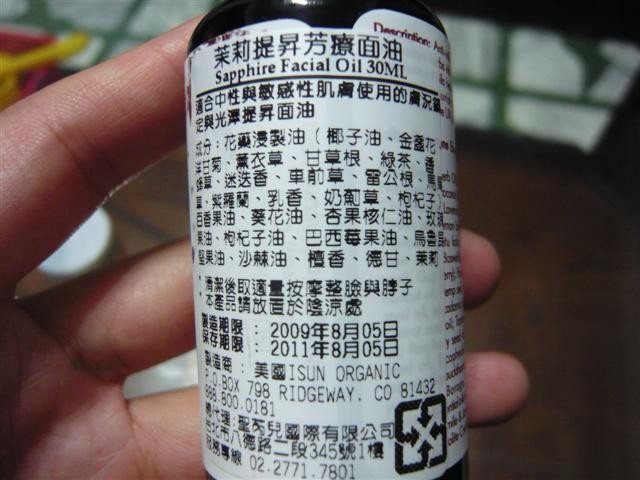 茉莉提昇芳療面油
Sapphire Facial Oil 30ML
適合中性與敏感性肌膚使用的膚況鎮
定與光澤提昇面油
成分：花藥浸製油（椰子油、金盞花、
洋甘菊、薰衣草、甘草根、綠茶、香
蜂草、迷迭香、車前草、雷公根、馬
草、紫羅蘭、乳香、奶薊草、枸杞子
百香果油、葵花油、杏果核仁油、玫瑰
果油、枸杞子油、巴西莓果油、烏魯
堅果油、沙棘油、檀香、德甘、茉莉
*清潔後取適量按摩整臉與脖子
*本產品請放置於陰涼處
製造期限：2009年8月05日
保存期限：2011年8月05日
製造商：美國ISUN ORGANIC
P.O.BOX 798 RIDGEWAY, CO 81432
888.800.0181
總代理:聖芮兒國際有限公司
台北市八德路二段345號1樓
服務專線 02.2771.7801
Description: